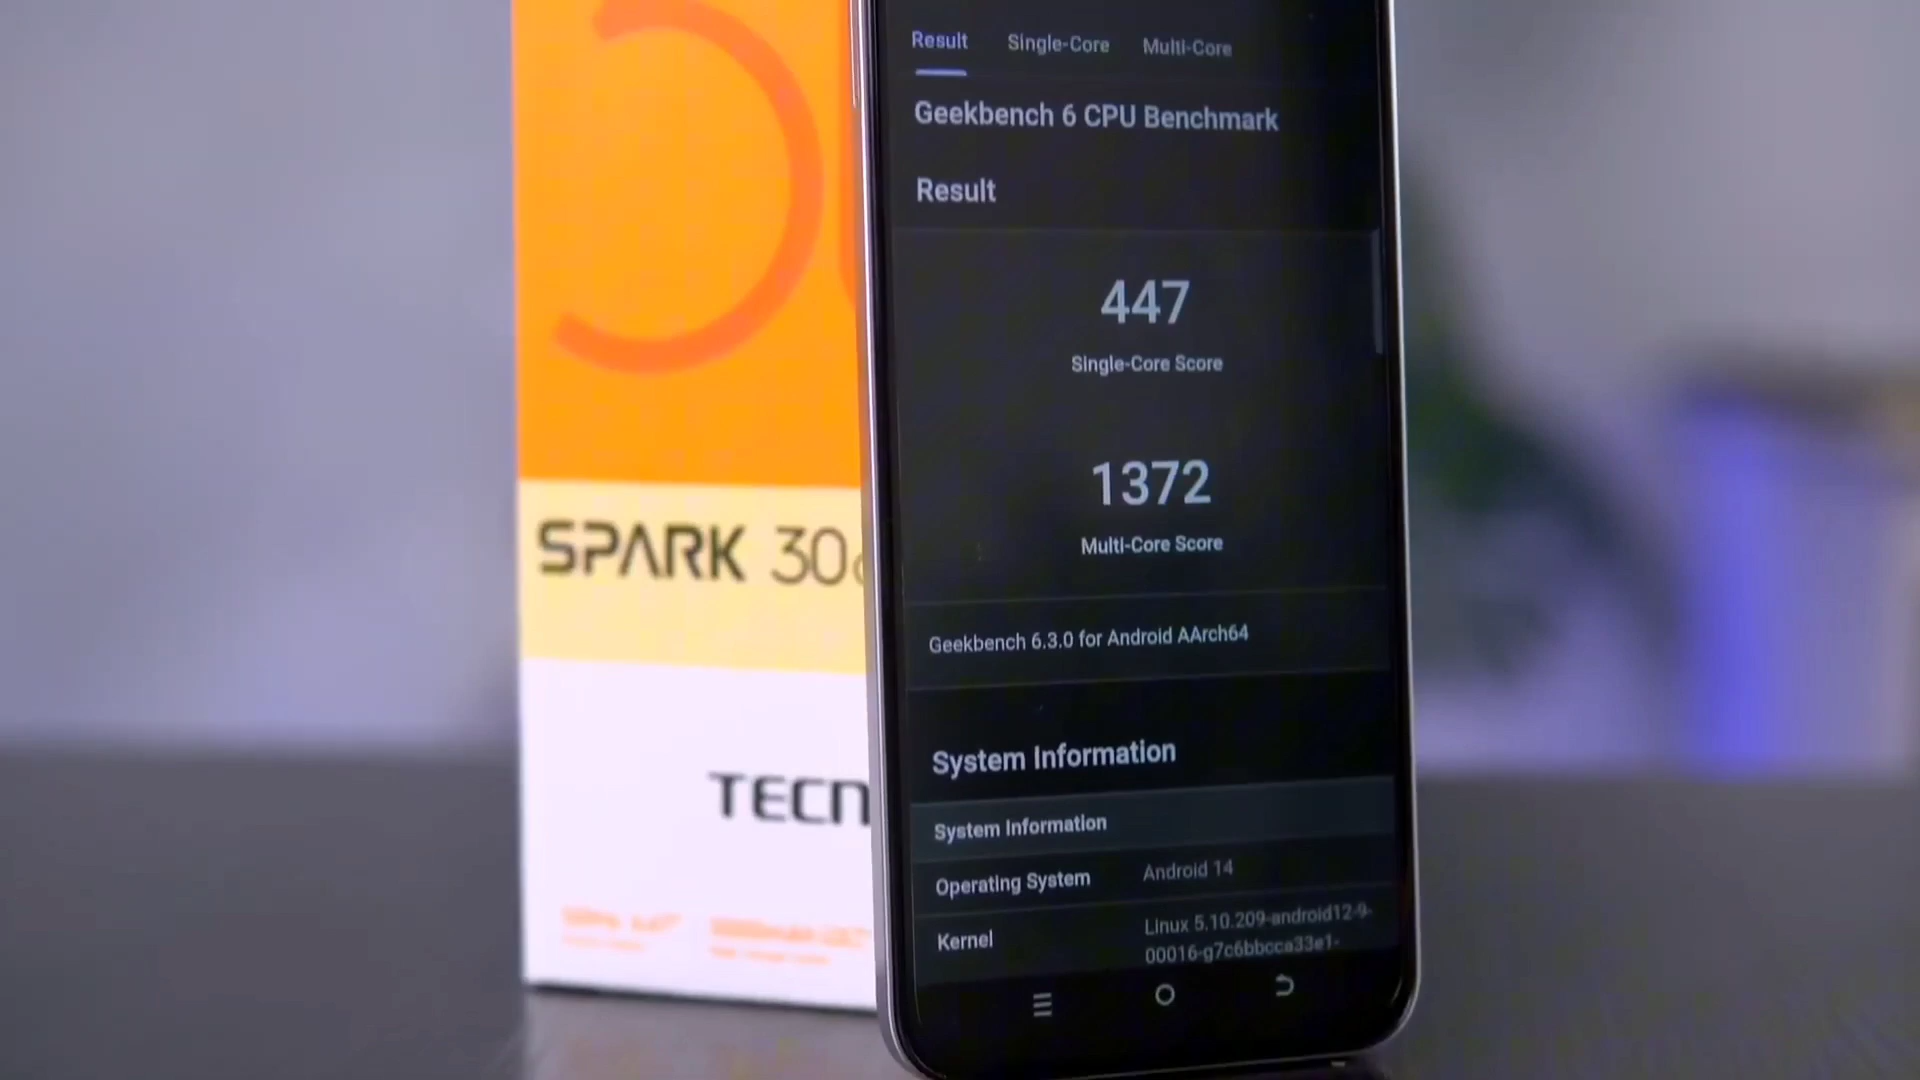 Result Single-Core Multi-Core
Geekbench 6 CPU Benchmark
Result
447
Single-Core Score
1372
Multi-Core Score
Geekbench 6.3.0 for Android AArch64
System Information
System Information
Operating System Android 14
Kernel Linux 5.10.209-android12-9-
00016-g7c6bbcca33e1-
SPARK 30
TECN